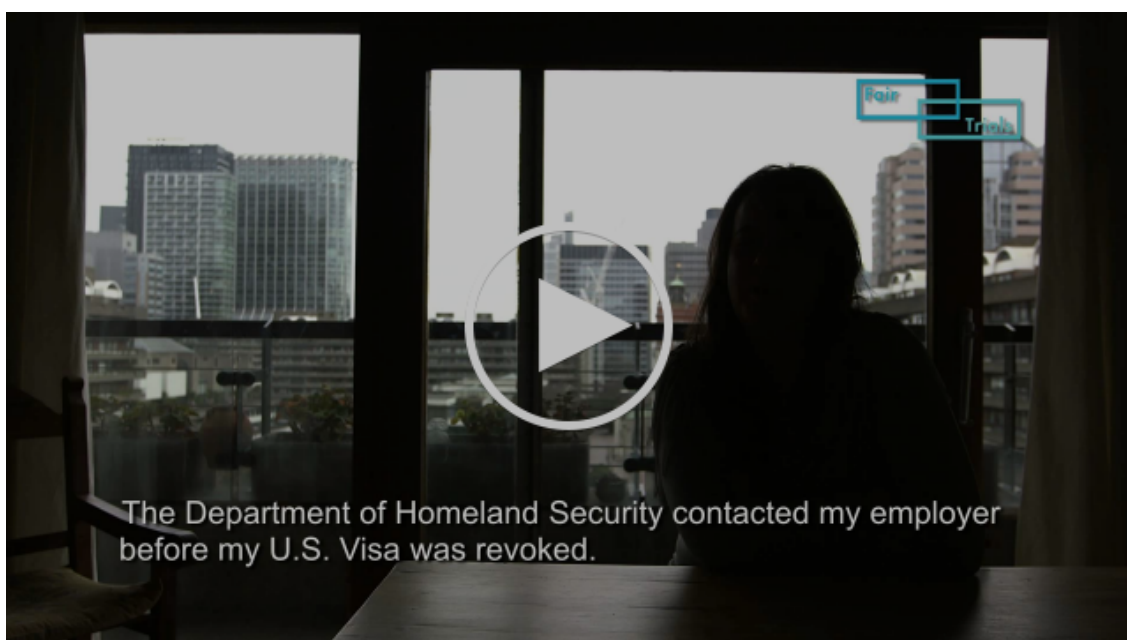 Fair
Trials
The Department of Homeland Security contacted my employer
before my U.S. Visa was revoked.